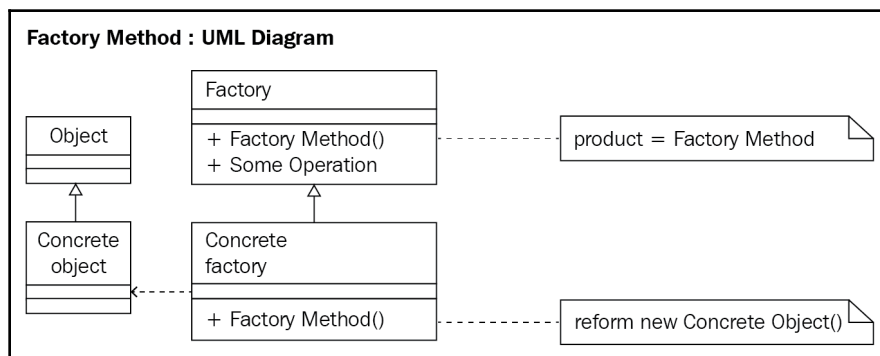 Factory Method : UML Diagram
Factory
Object
+ Factory Method()
+ Some Operation
product = Factory Method
Concrete
object
Concrete
factory
+ Factory Method()
reform new Concrete Object()